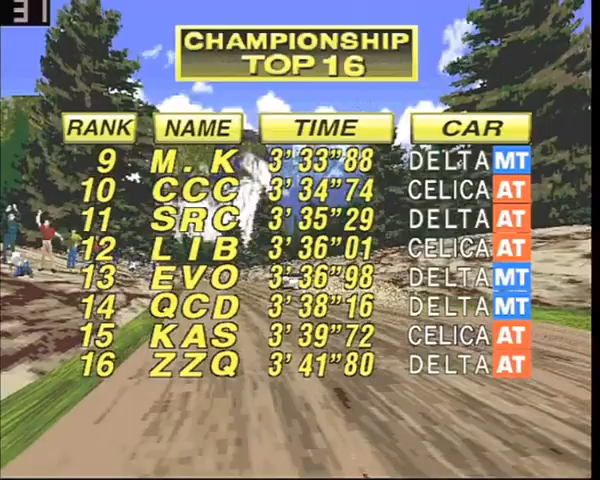 31
CHAMPIONSHIP
TOP 16
RANK NAME TIME CAR
9 M. K 3'33"88 DELTA MT
10 CCC 3'34"74 CELICA AT
11 SRC 3'35"29 DELTA AT
12 LIB 3'36"01 CELICA AT
13 EVO 3'36"98 DELTA MT
14 QCD 3'38"16 DELTA MT
15 KAS 3'39"72 CELICA AT
16 ZZQ 3'41"80 DELTA AT